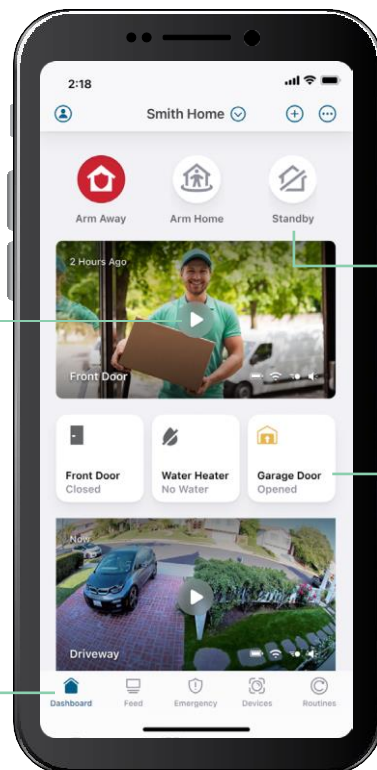 2:18
Smith Home
Arm Away Arm Home Standby
2 Hours Ago
Front Door
Front Door Water Heater Garage Door
Closed No Water Opened
Now
Driveway
Dashboard Feed Emergency Devices Routines